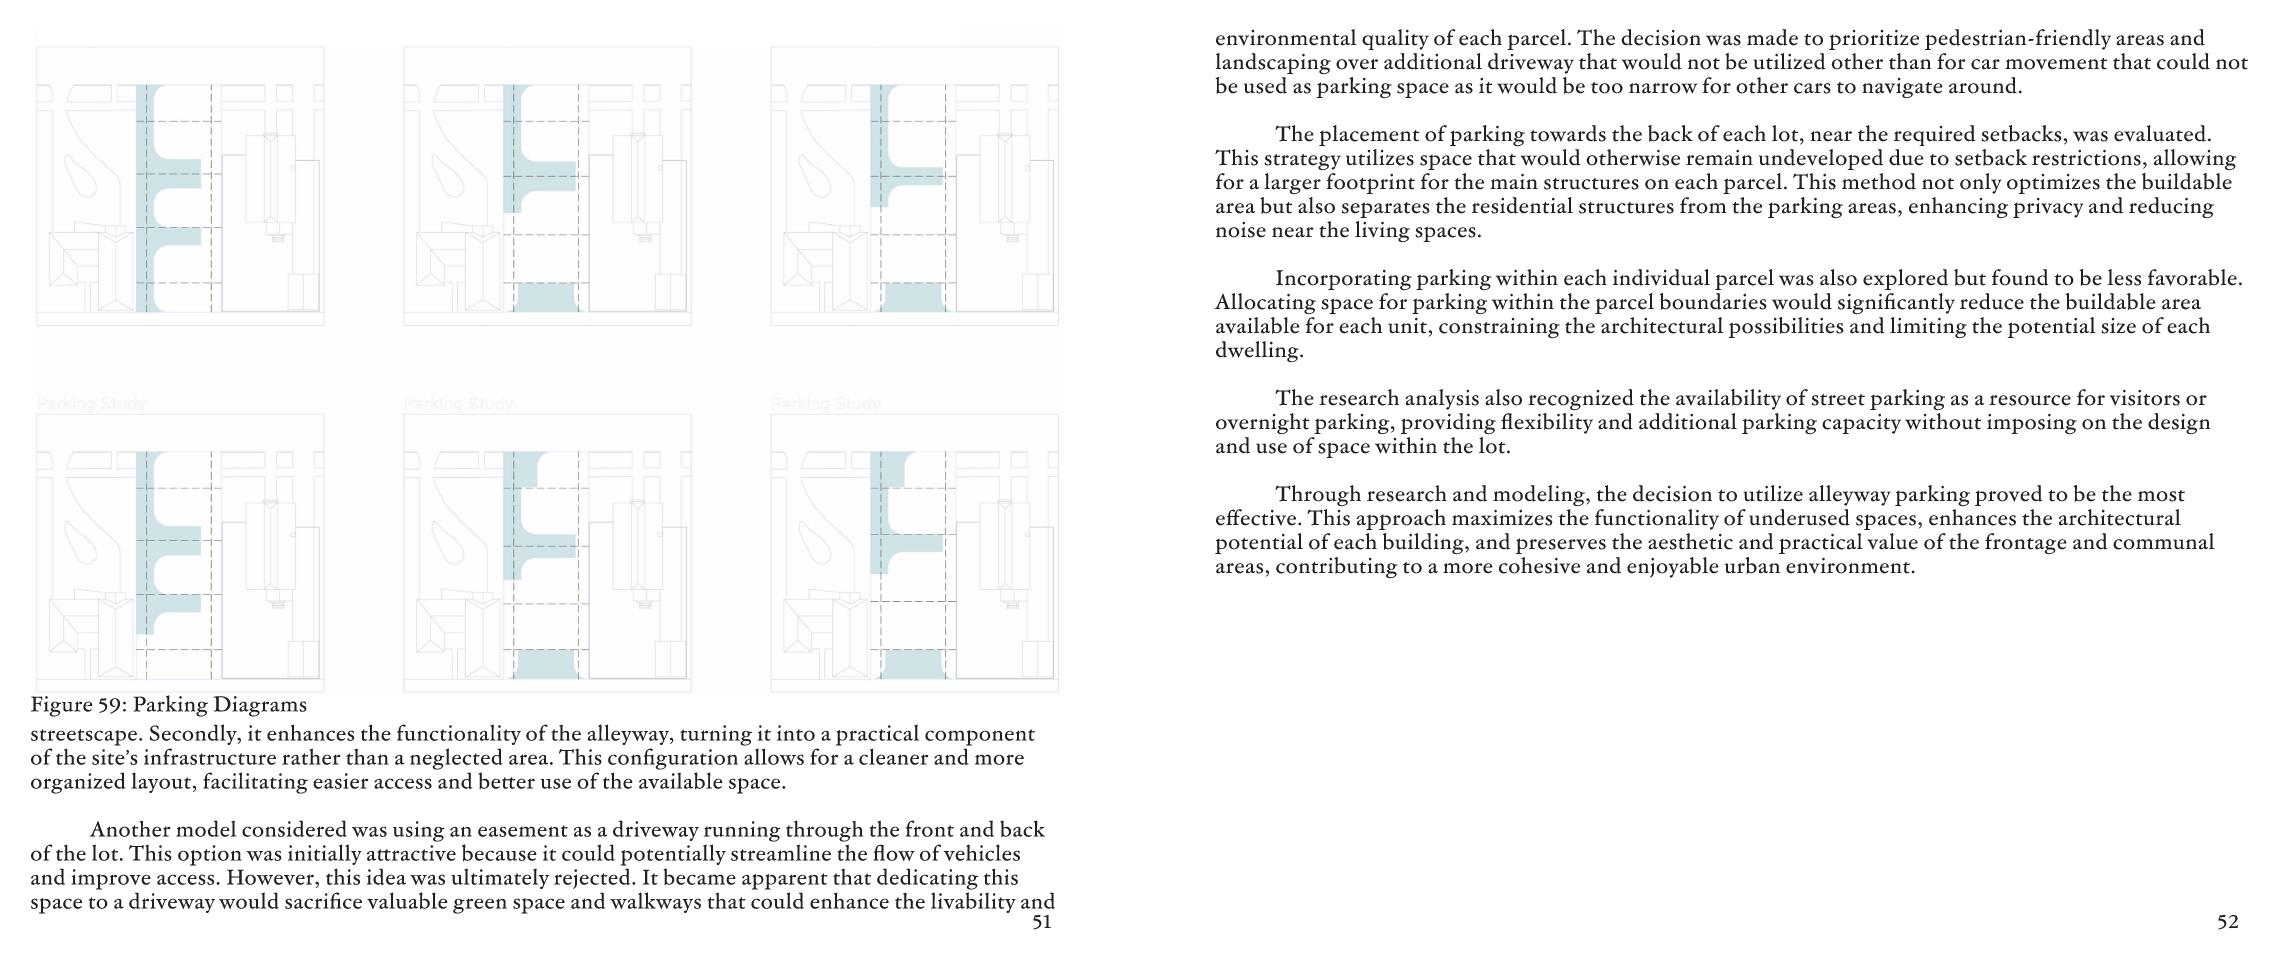 Parking Study
Parking Study
Parking Study
Figure 59: Parking Diagrams
streetscape. Secondly, it enhances the functionality of the alleyway, turning it into a practical component
of the site’s infrastructure rather than a neglected area. This configuration allows for a cleaner and more
organized layout, facilitating easier access and better use of the available space.
Another model considered was using an easement as a driveway running through the front and back
of the lot. This option was initially attractive because it could potentially streamline the flow of vehicles
and improve access. However, this idea was ultimately rejected. It became apparent that dedicating this
space to a driveway would sacrifice valuable green space and walkways that could enhance the livability and
51
environmental quality of each parcel. The decision was made to prioritize pedestrian-friendly areas and
landscaping over additional driveway that would not be utilized other than for car movement that could not
be used as parking space as it would be too narrow for other cars to navigate around.
The placement of parking towards the back of each lot, near the required setbacks, was evaluated.
This strategy utilizes space that would otherwise remain undeveloped due to setback restrictions, allowing
for a larger footprint for the main structures on each parcel. This method not only optimizes the buildable
area but also separates the residential structures from the parking areas, enhancing privacy and reducing
noise near the living spaces.
Incorporating parking within each individual parcel was also explored but found to be less favorable.
Allocating space for parking within the parcel boundaries would significantly reduce the buildable area
available for each unit, constraining the architectural possibilities and limiting the potential size of each
dwelling.
The research analysis also recognized the availability of street parking as a resource for visitors or
overnight parking, providing flexibility and additional parking capacity without imposing on the design
and use of space within the lot.
Through research and modeling, the decision to utilize alleyway parking proved to be the most
effective. This approach maximizes the functionality of underused spaces, enhances the architectural
potential of each building, and preserves the aesthetic and practical value of the frontage and communal
areas, contributing to a more cohesive and enjoyable urban environment.
52